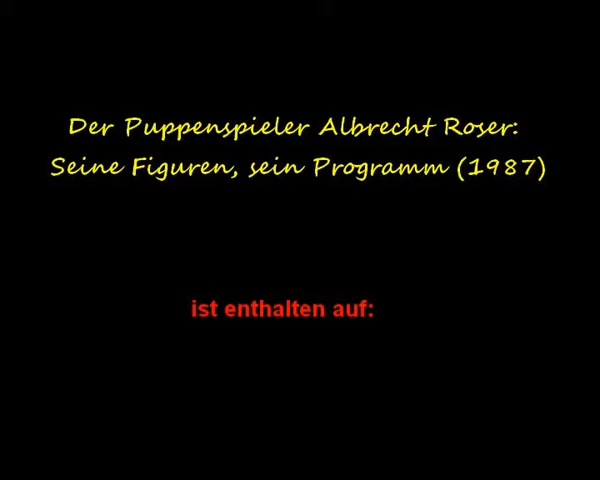 Der Puppenspieler Albrecht Roser:
Seine Figuren, sein Programm (1987)
ist enthalten auf: